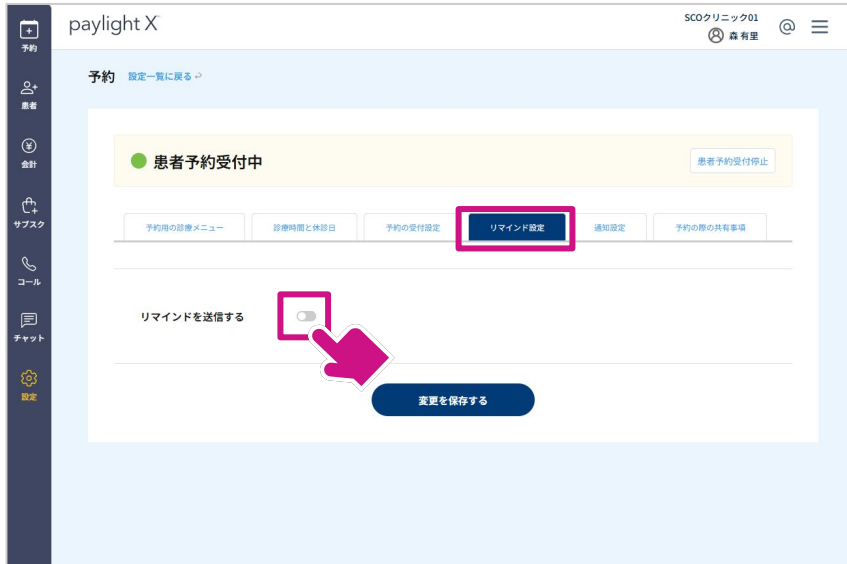 paylight X
SCOクリニック01
森 有里
予約
患者
会計
サブスク
コール
チャット
設定
予約 設定一覧に戻る
患者予約受付中
患者予約受付停止
予約用の診療メニュー 診療時間と休診日 予約の受付設定 リマインド設定 通知設定 予約の際の共有事項
リマインドを送信する
変更を保存する